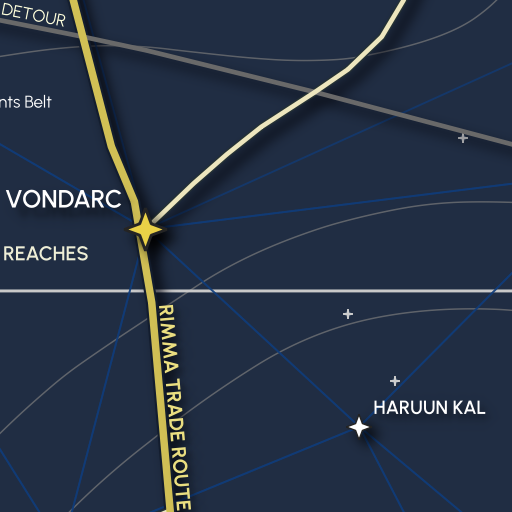 DETOUR
nts Belt
VONDARC
REACHES
RIMMA TRADE ROUTE
HARUUN KAL